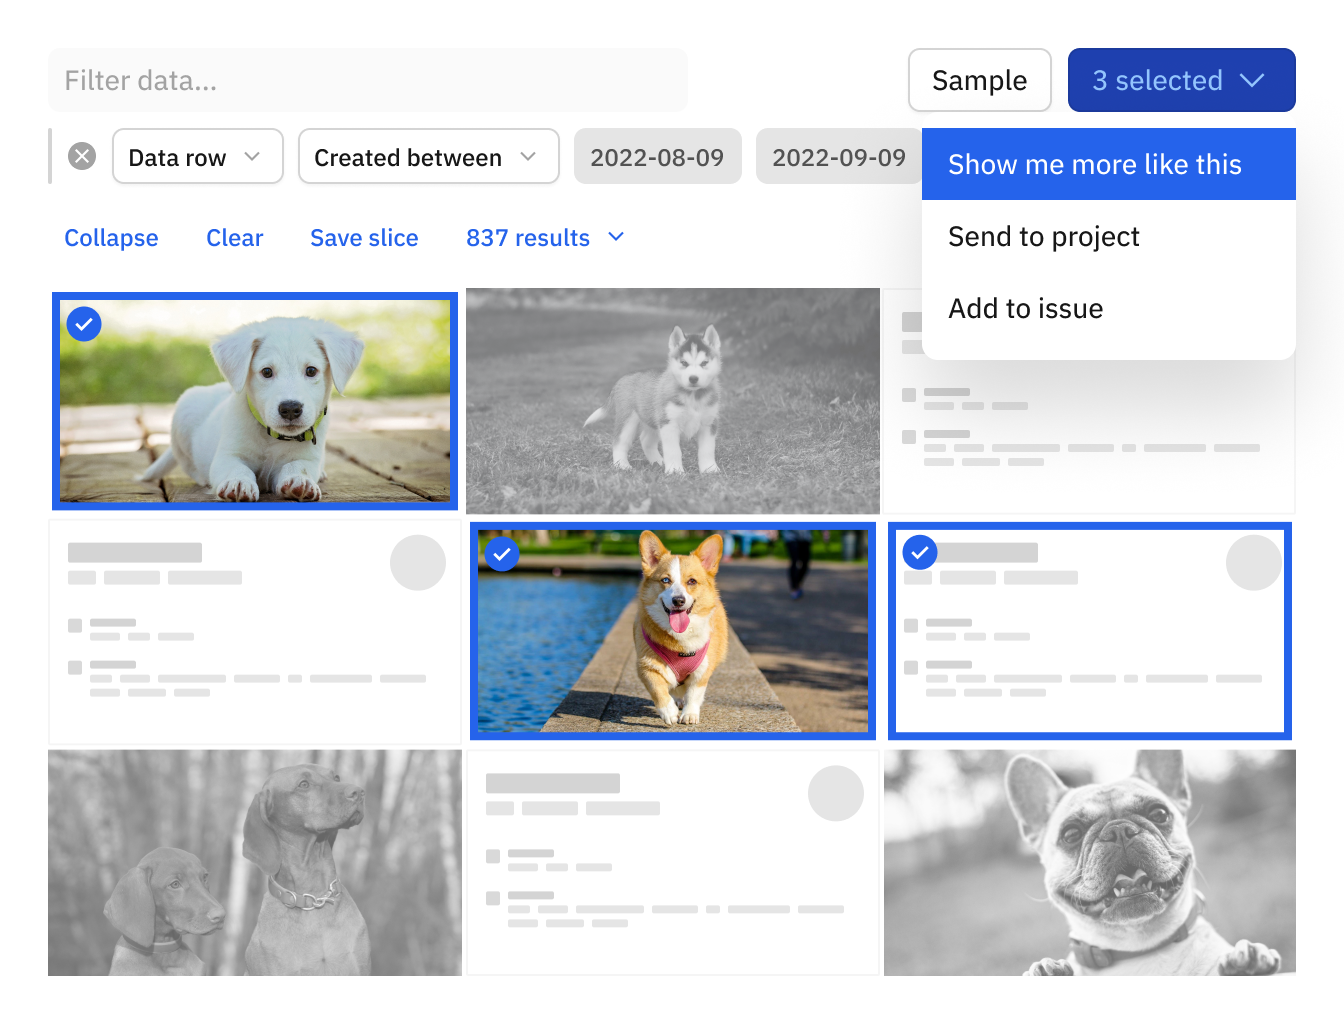 Filter data...
Sample
3 selected
Data row
Created between
2022-08-09
2022-09-09
Show me more like this
Send to project
Add to issue
Collapse
Clear
Save slice
837 results